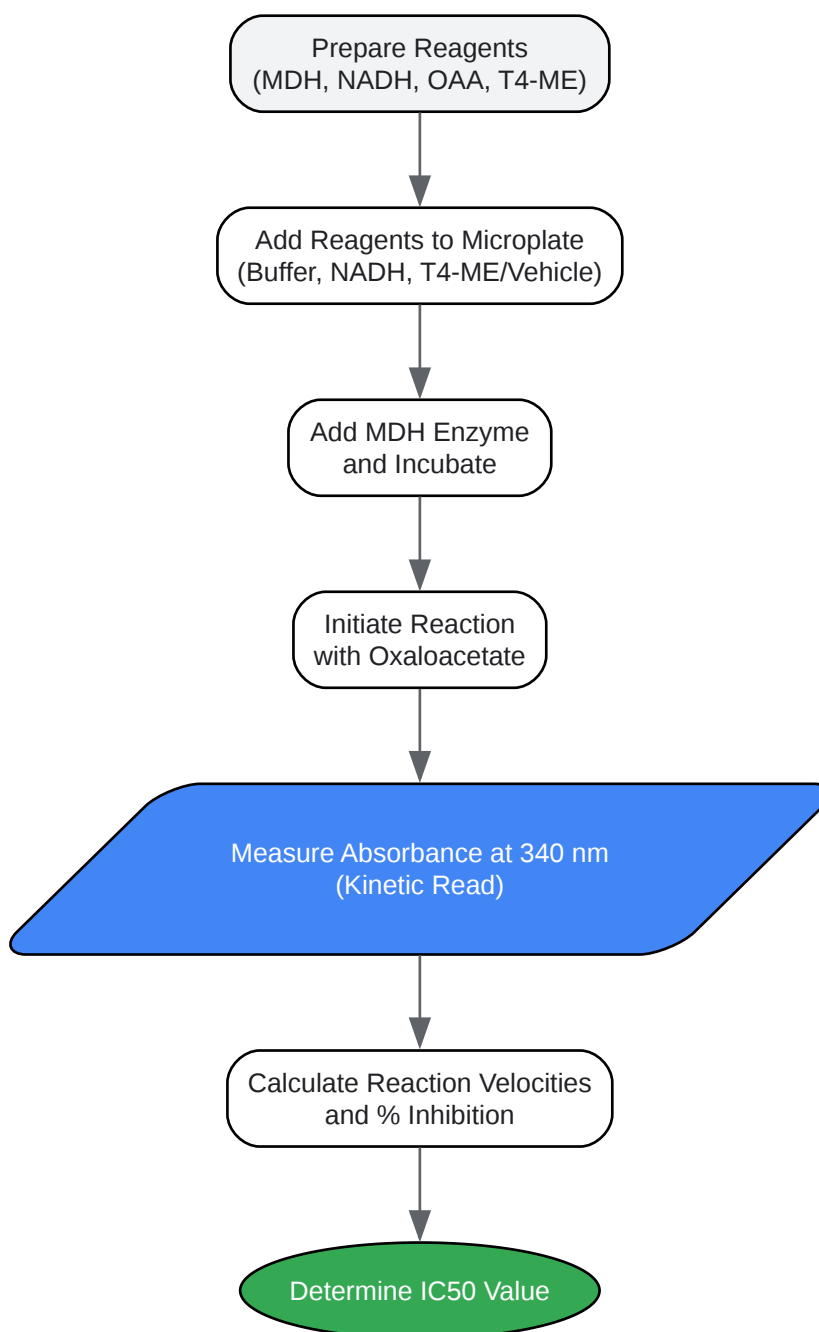 Prepare Reagents
(MDH, NADH, OAA, T4-ME)
Add Reagents to Microplate
(Buffer, NADH, T4-ME/Vehicle)
Add MDH Enzyme
and Incubate
Initiate Reaction
with Oxaloacetate
Measure Absorbance at 340 nm
(Kinetic Read)
Calculate Reaction Velocities
and % Inhibition
Determine IC50 Value